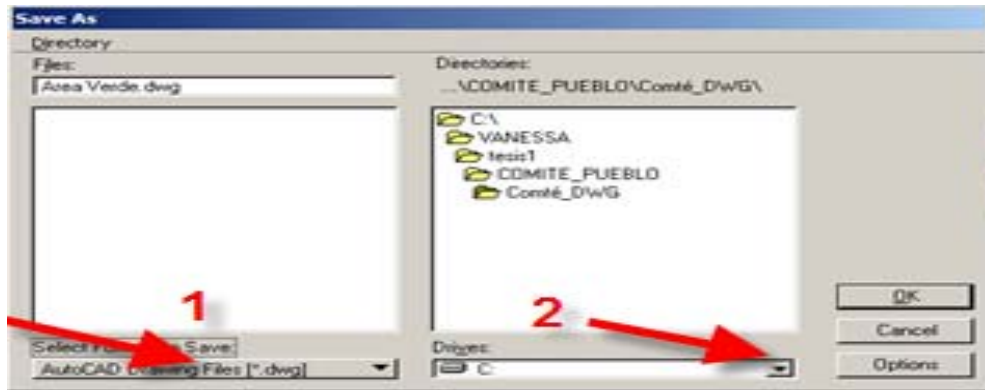 Save As
Directory
Files:
Area Verde.dwg
Directories:
...\COMITE_PUEBLO\Comté_DWG\
C:\
VANESSA
tesis1
COMITE_PUEBLO
Comté_DWG
1
2
OK
Cancel
Options
Select Save:
AutoCAD Drawing Files [*.dwg]
Drives:
C: